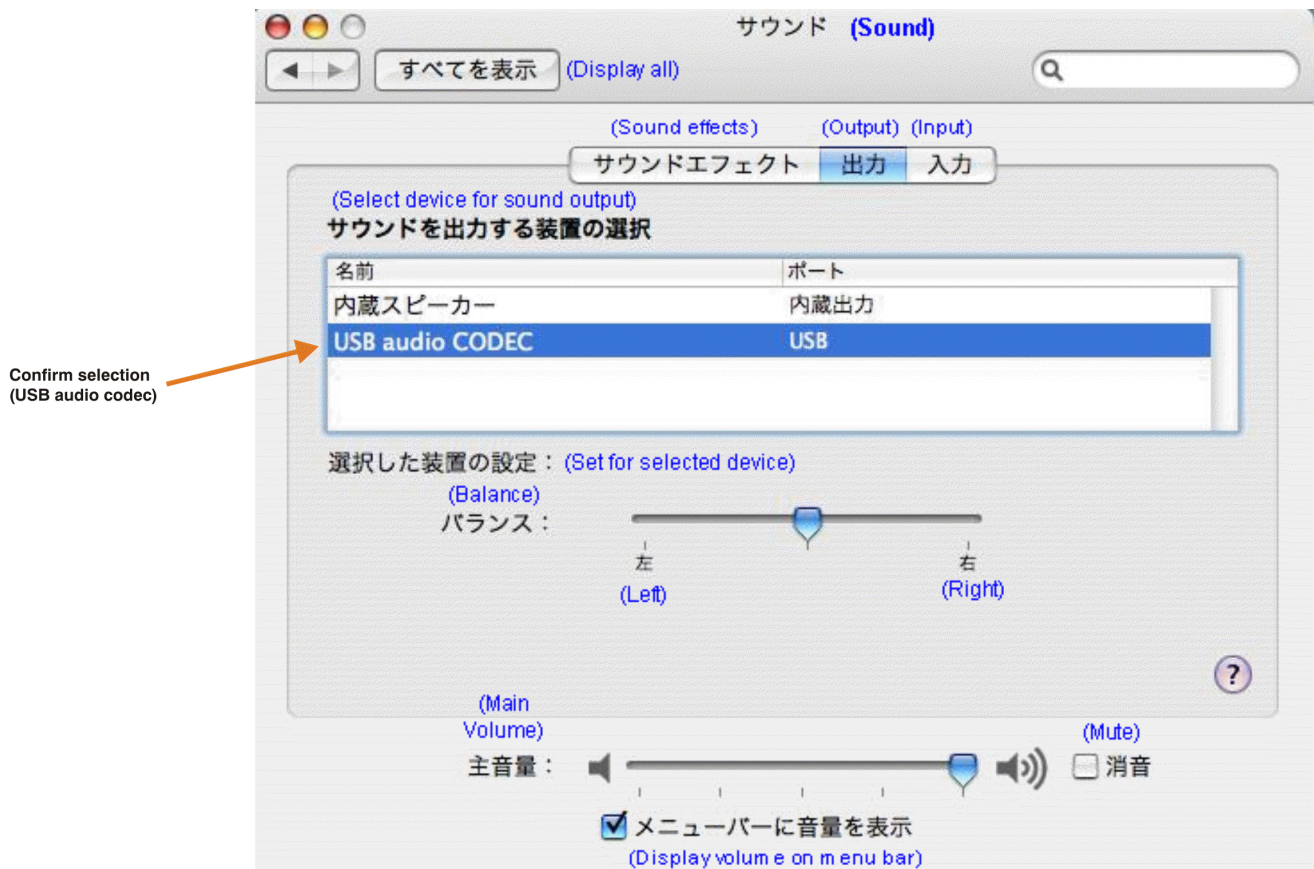 サウンド (Sound)
すべてを表示 (Display all)
(Sound effects) (Output) (Input)
サウンドエフェクト 出力 入力
(Select device for sound output)
サウンドを出力する装置の選択
名前 ポート
内蔵スピーカー 内蔵出力
USB audio CODEC USB
Confirm selection
(USB audio codec)
選択した装置の設定: (Set for selected device)
(Balance)
バランス:
左 右
(Left) (Right)
?
(Main
Volume) (Mute)
主音量: 消音
メニューバーに音量を表示
(Display volume on menu bar)